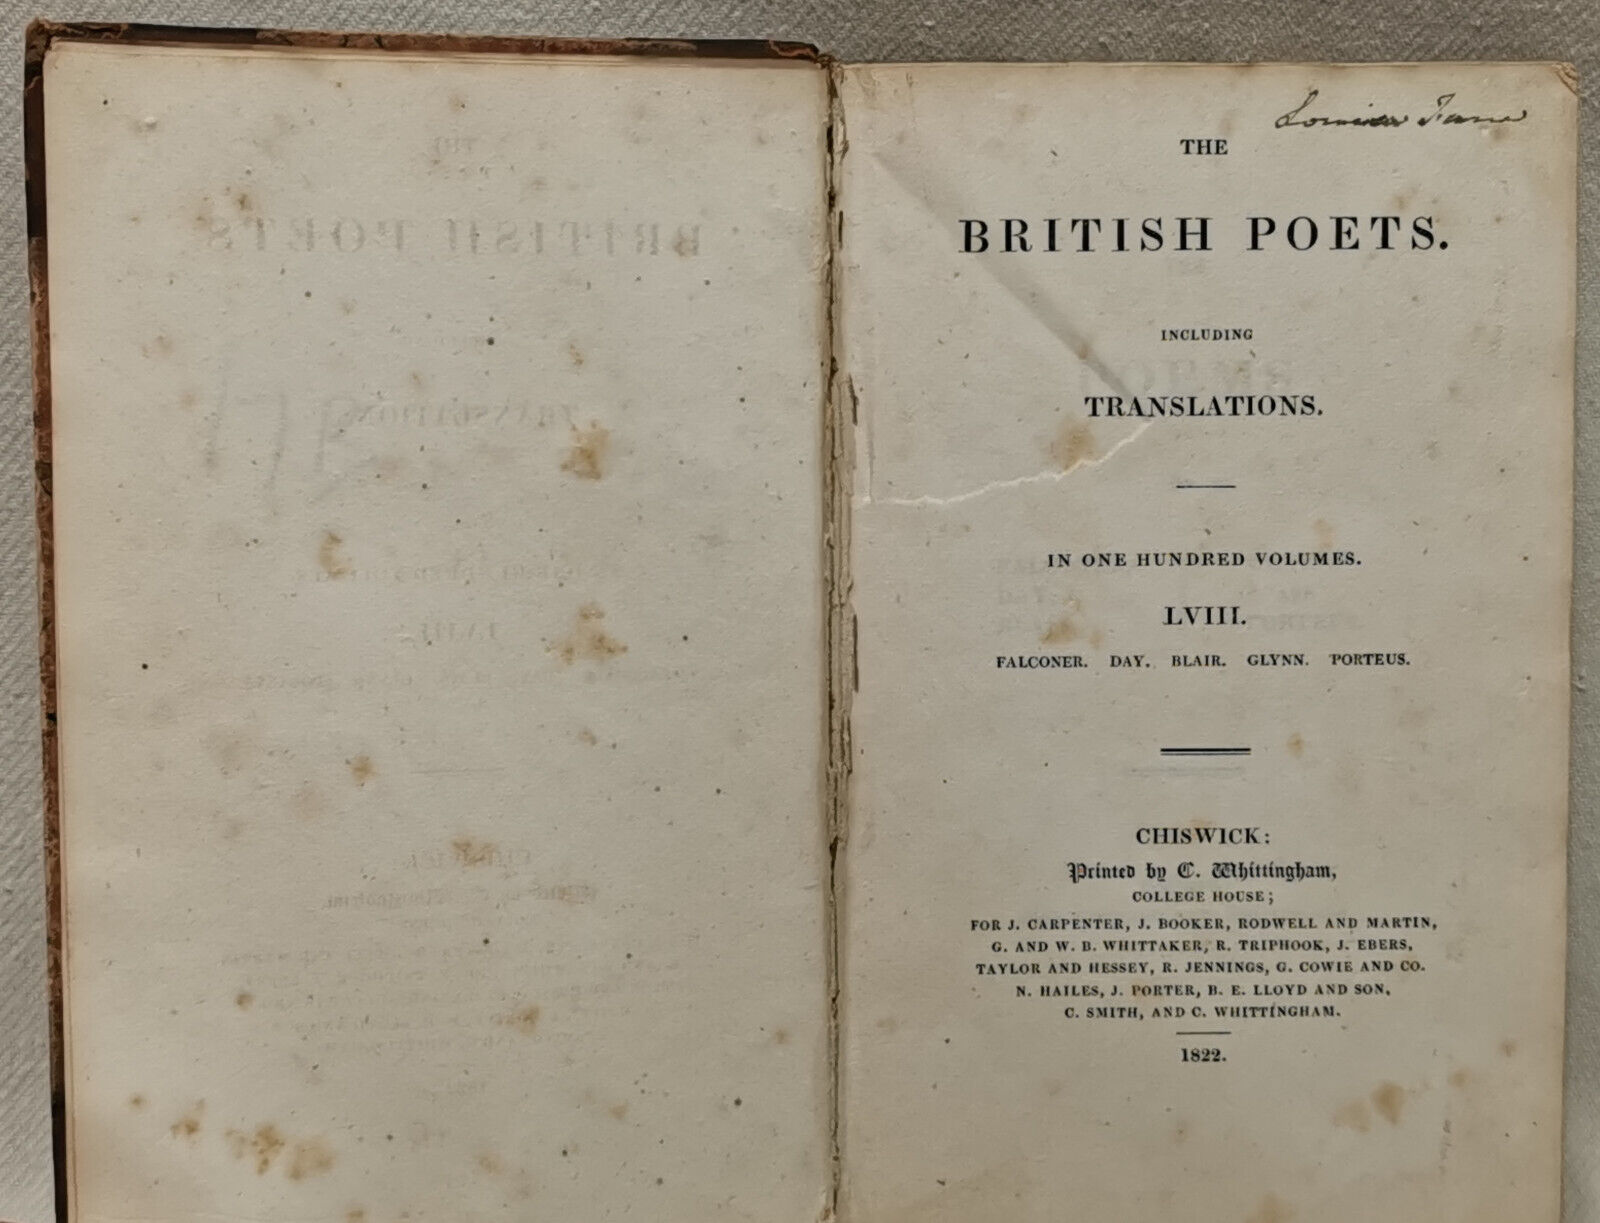 Louisa Fane
THE
BRITISH POETS.
INCLUDING
TRANSLATIONS.
IN ONE HUNDRED VOLUMES.
LVIII.
FALCONER. DAY. BLAIR. GLYNN. PORTEUS.
CHISWICK:
Printed by C. Whittingham,
COLLEGE HOUSE;
FOR J. CARPENTER, J. BOOKER, RODWELL AND MARTIN,
G. AND W. B. WHITTAKER, R. TRIPHOOK, J. EBERS,
TAYLOR AND HESSEY, R. JENNINGS, G. COWIE AND CO.
N. HAILES, J. PORTER, B. E. LLOYD AND SON,
C. SMITH, AND C. WHITTINGHAM.
1822.